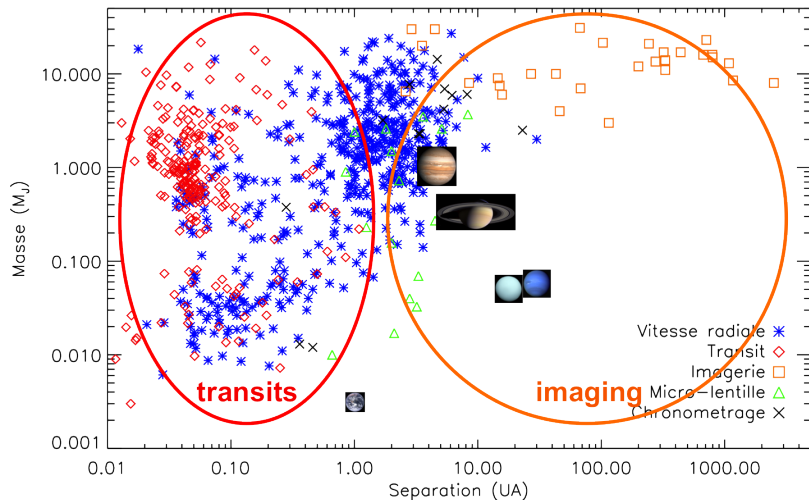 10.000
1.000
0.100
0.010
0.001
Masse (MJ)
transits
imaging
Vitesse radiale
Transit
Imagerie
Micro-lentille
Chronometrage
0.01 0.10 1.00 10.00 100.00 1000.00
Separation (UA)